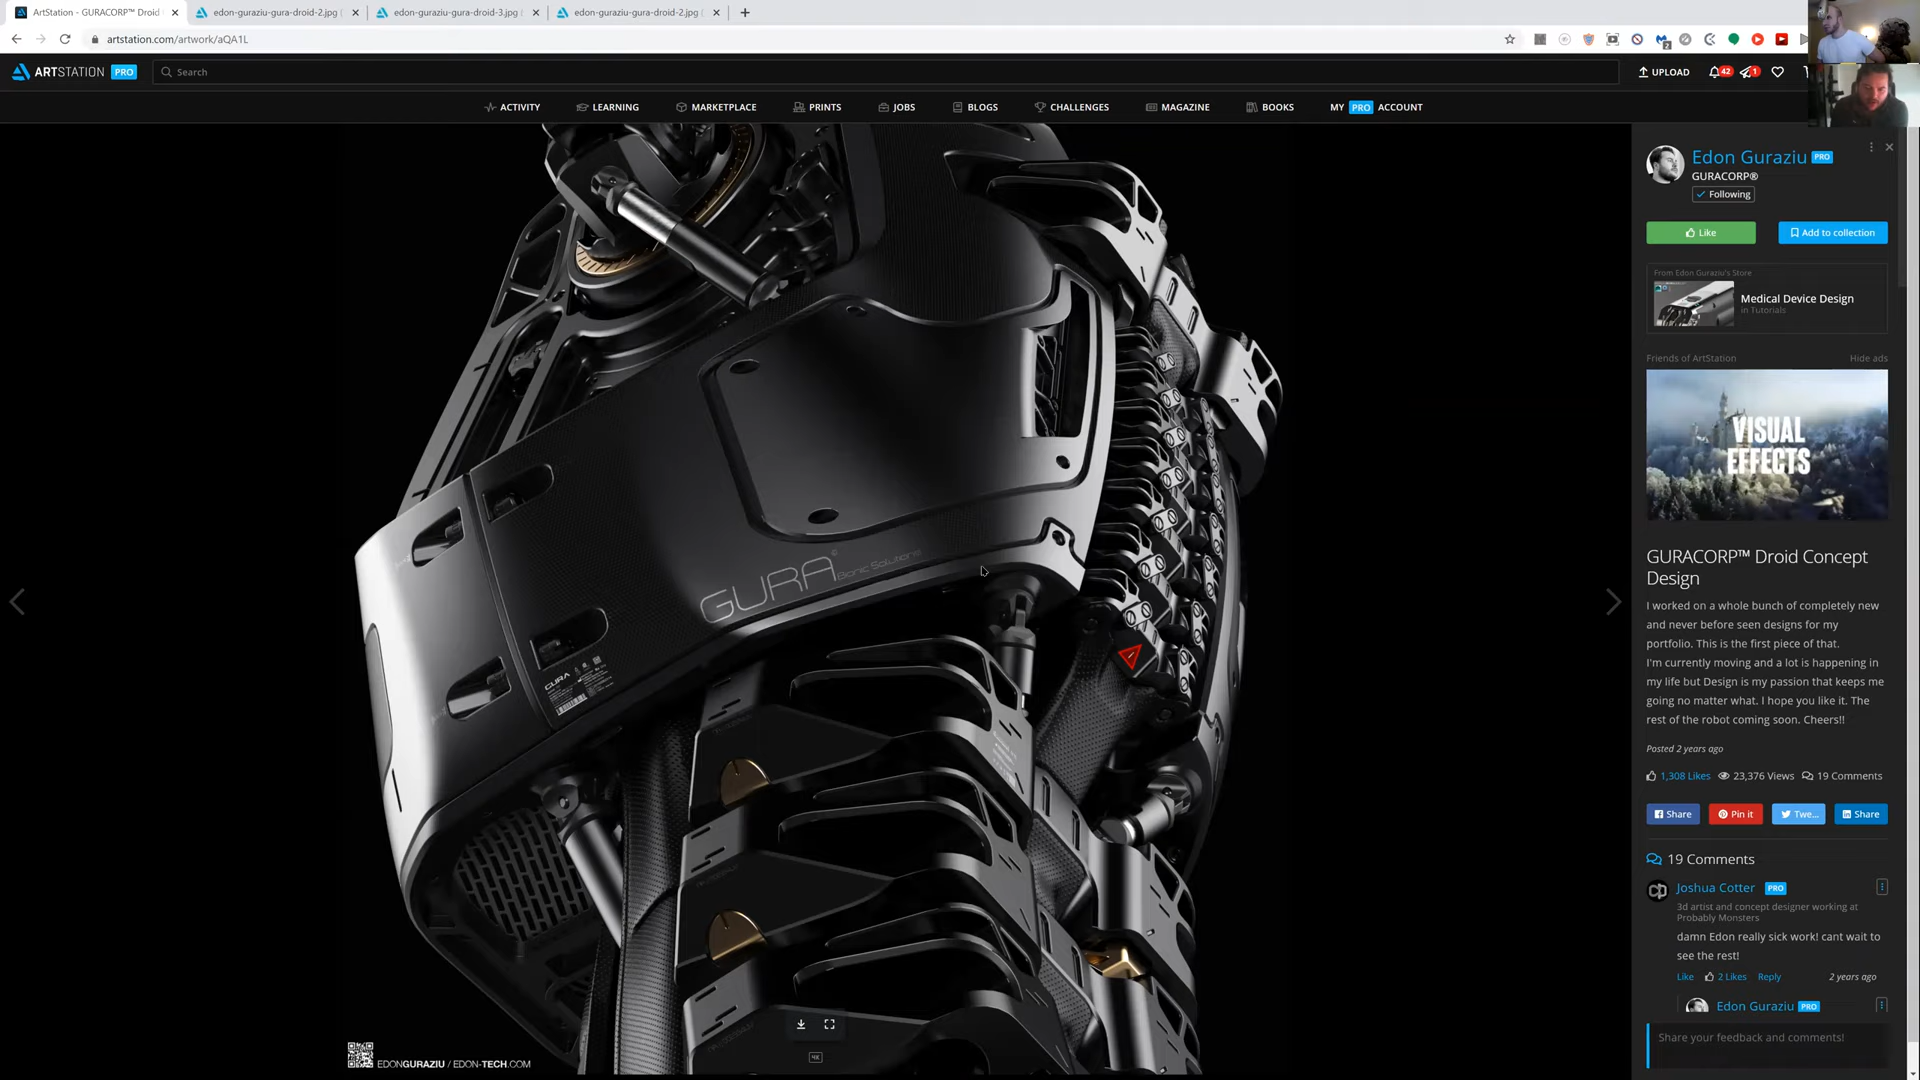 ArtStation - GURACORP™ Droid
edon-guraziu-gura-droid-2.jpg (
edon-guraziu-gura-droid-3.jpg (
edon-guraziu-gura-droid-2.jpg (
artstation.com/artwork/aQA1L
2
ARTSTATION PRO
Search
UPLOAD
42
1
ACTIVITY
LEARNING
MARKETPLACE
PRINTS
JOBS
BLOGS
CHALLENGES
MAGAZINE
BOOKS
MY PRO ACCOUNT
Edon Guraziu PRO
GURACORP®
Following
Like
Add to collection
From Edon Guraziu's Store
Medical Device Design
in Tutorials
Friends of ArtStation
Hide ads
VISUAL
EFFECTS
GURACORP™ Droid Concept
Design
I worked on a whole bunch of completely new
and never before seen designs for my
portfolio. This is the first piece of that.
I'm currently moving and a lot is happening in
my life but Design is my passion that keeps me
going no matter what. I hope you like it. The
rest of the robot coming soon. Cheers!!
Posted 2 years ago
1,308 Likes
23,376 Views
19 Comments
Share
Pin it
Twe...
Share
19 Comments
Joshua Cotter PRO
3d artist and concept designer working at
Probably Monsters
damn Edon really sick work! cant wait to
see the rest!
Like
2 Likes
Reply
2 years ago
Edon Guraziu PRO
Share your feedback and comments!
GURA® Bionic Solutions
GURA
4K
EDONGURAZIU / EDON-TECH.COM